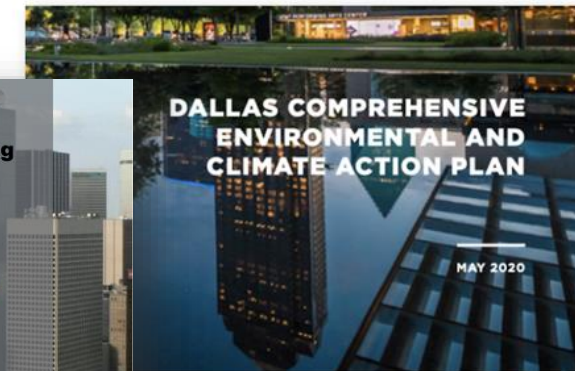 DALLAS COMPREHENSIVE
ENVIRONMENTAL AND
CLIMATE ACTION PLAN
MAY 2020